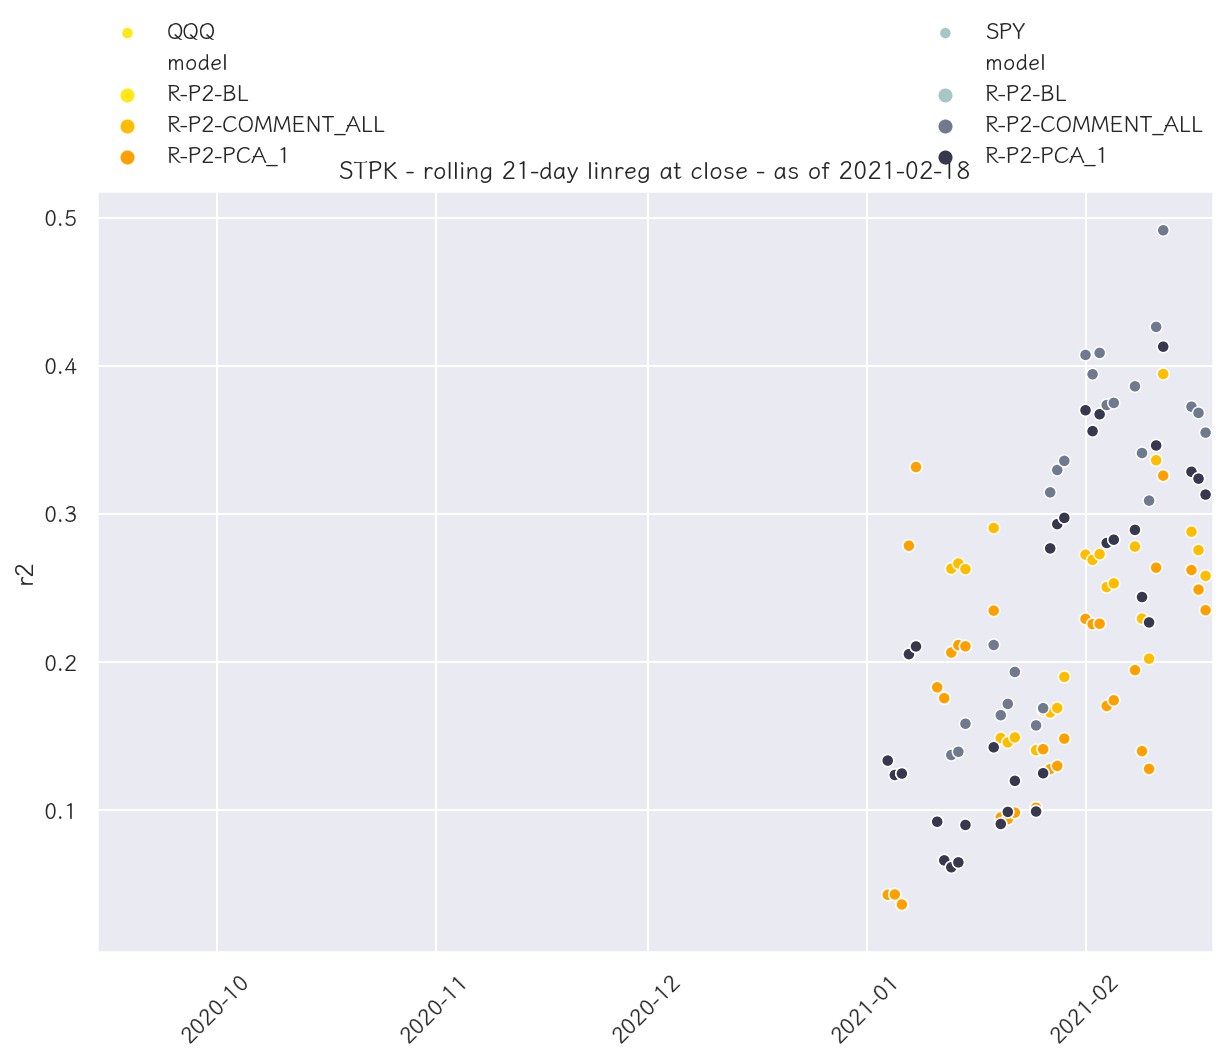 QQQ
model
R-P2-BL
R-P2-COMMENT_ALL
R-P2-PCA_1
SPY
model
R-P2-BL
R-P2-COMMENT_ALL
R-P2-PCA_1
STPK - rolling 21-day linreg at close - as of 2021-02-18
0.5
0.4
0.3
0.2
0.1
r2
2020-10
2020-11
2020-12
2021-01
2021-02